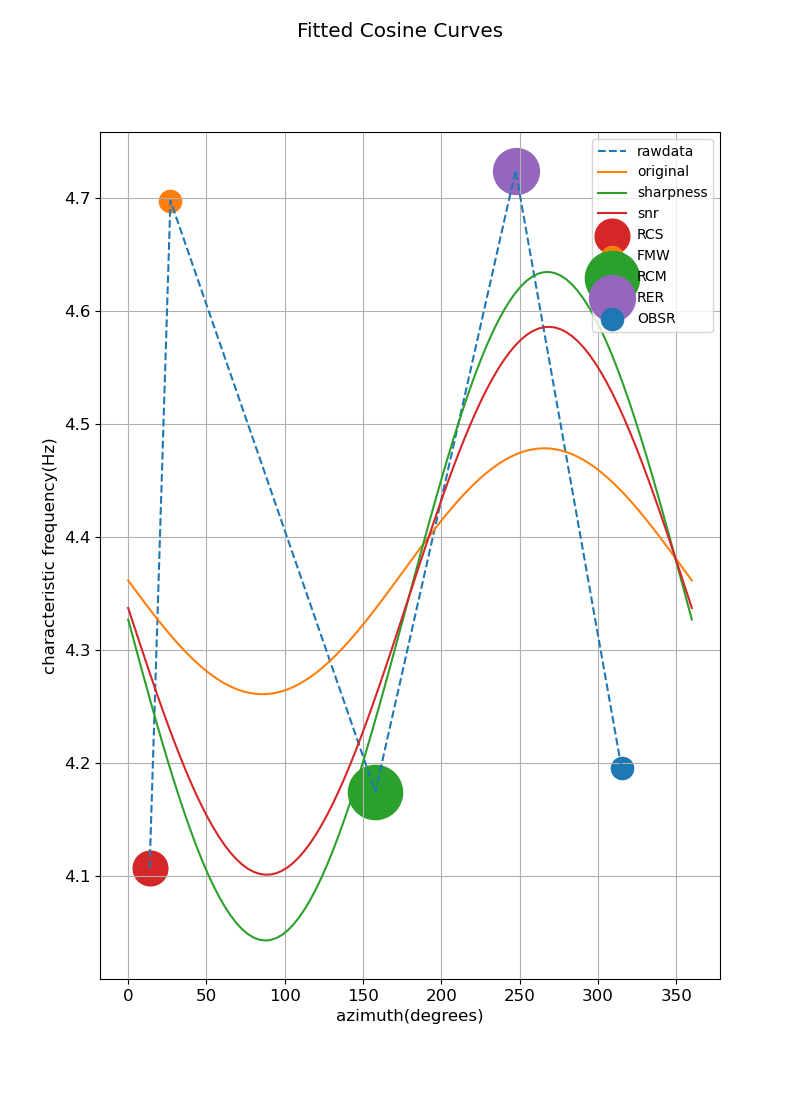 Fitted Cosine Curves
rawdata
original
sharpness
snr
RCS
FMW
RCM
RER
OBSR
characteristic frequency(Hz)
4.7
4.6
4.5
4.4
4.3
4.2
4.1
0 50 100 150 200 250 300 350
azimuth(degrees)